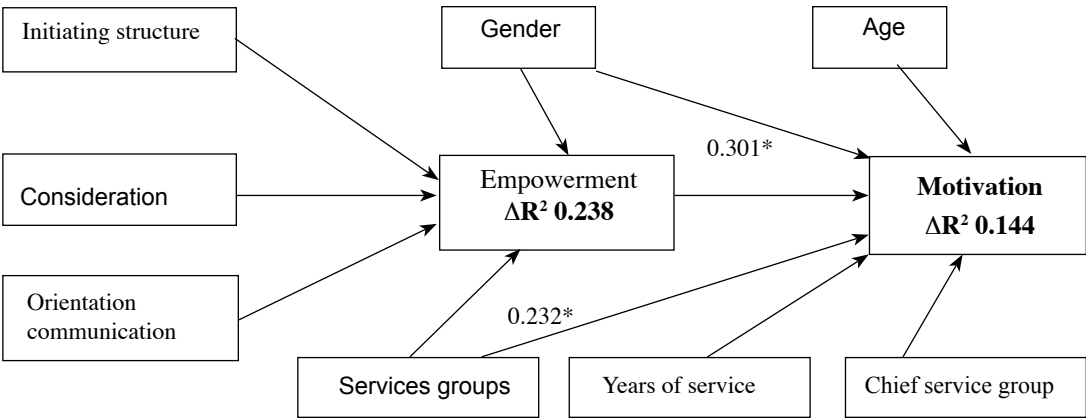 Initiating structure
Gender
Age
0.301*
Consideration
Empowerment
ΔR² 0.238
Motivation
ΔR² 0.144
Orientation
communication
0.232*
Services groups
Years of service
Chief service group